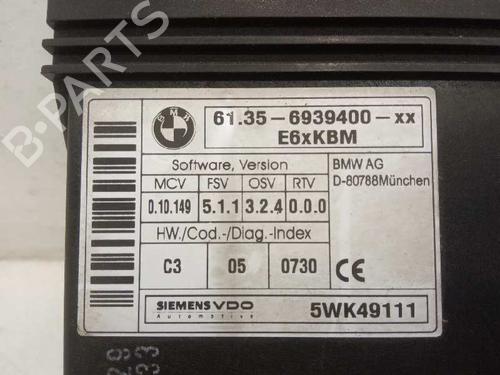 B-PARTS
BMW
61.35 - 6939400 - xx
E6xKBM
Software, Version
BMW AG
D-80788München
MCV FSV OSV RTV
0.10.149 5.1.1 3.2.4 0.0.0
HW./Cod.-/Diag.-Index
C3 05 0730 CE
SIEMENS VDO
Automotive
5WK49111